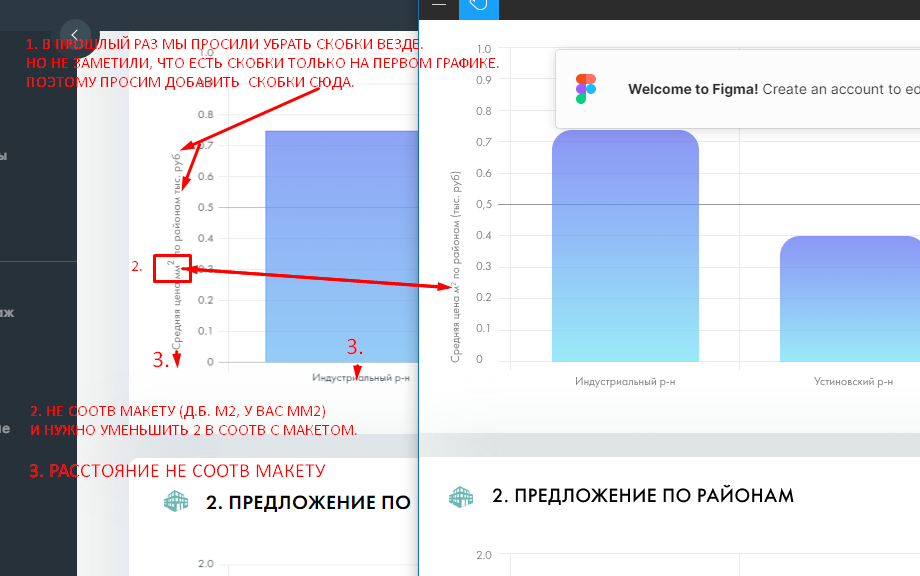 1. В ПРОШЛЫЙ РАЗ МЫ ПРОСИЛИ УБРАТЬ СКОБКИ ВЕЗДЕ.
НО НЕ ЗАМЕТИЛИ, ЧТО ЕСТЬ СКОБКИ ТОЛЬКО НА ПЕРВОМ ГРАФИКЕ.
ПОЭТОМУ ПРОСИМ ДОБАВИТЬ СКОБКИ СЮДА.
1.0
0.8
0.7
0.6
0.5
0.4
0.3
0.2
0.1
0
Средняя цена мм² по районам тыс. руб
2.
3.
3.
Индустриальный р-н
2. НЕ СООТВ МАКЕТУ (Д.Б. М2, У ВАС ММ2)
И НУЖНО УМЕНЬШИТЬ 2 В СООТВ С МАКЕТОМ.
3. РАССТОЯНИЕ НЕ СООТВ МАКЕТУ
2. ПРЕДЛОЖЕНИЕ ПО
2.0
ы
аж
ие
Welcome to Figma! Create an account to ed
1.0
0.9
0.8
0.7
0.6
0,5
0.4
0.3
0.2
0.1
0
Средняя цена м² по районам (тыс. руб)
Индустриальный р-н
Устиновский р-н
2. ПРЕДЛОЖЕНИЕ ПО РАЙОНАМ
2.0